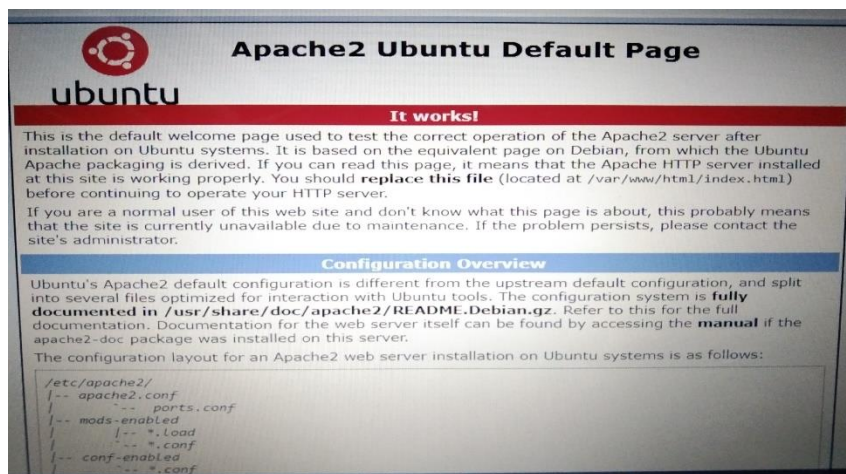 Apache2 Ubuntu Default Page
ubuntu
It works!
This is the default welcome page used to test the correct operation of the Apache2 server after
installation on Ubuntu systems. It is based on the equivalent page on Debian, from which the Ubuntu
Apache packaging is derived. If you can read this page, it means that the Apache HTTP server installed
at this site is working properly. You should replace this file (located at /var/www/html/index.html)
before continuing to operate your HTTP server.
If you are a normal user of this web site and don't know what this page is about, this probably means
that the site is currently unavailable due to maintenance. If the problem persists, please contact the
site's administrator.
Configuration Overview
Ubuntu's Apache2 default configuration is different from the upstream default configuration, and split
into several files optimized for interaction with Ubuntu tools. The configuration system is fully
documented in /usr/share/doc/apache2/README.Debian.gz. Refer to this for the full
documentation. Documentation for the web server itself can be found by accessing the manual if the
apache2-doc package was installed on this server.
The configuration layout for an Apache2 web server installation on Ubuntu systems is as follows:
/etc/apache2/
|-- apache2.conf
|       `-- ports.conf
|-- mods-enabled
|       |-- *.load
|       `-- *.conf
|-- conf-enabled
|       `-- *.conf